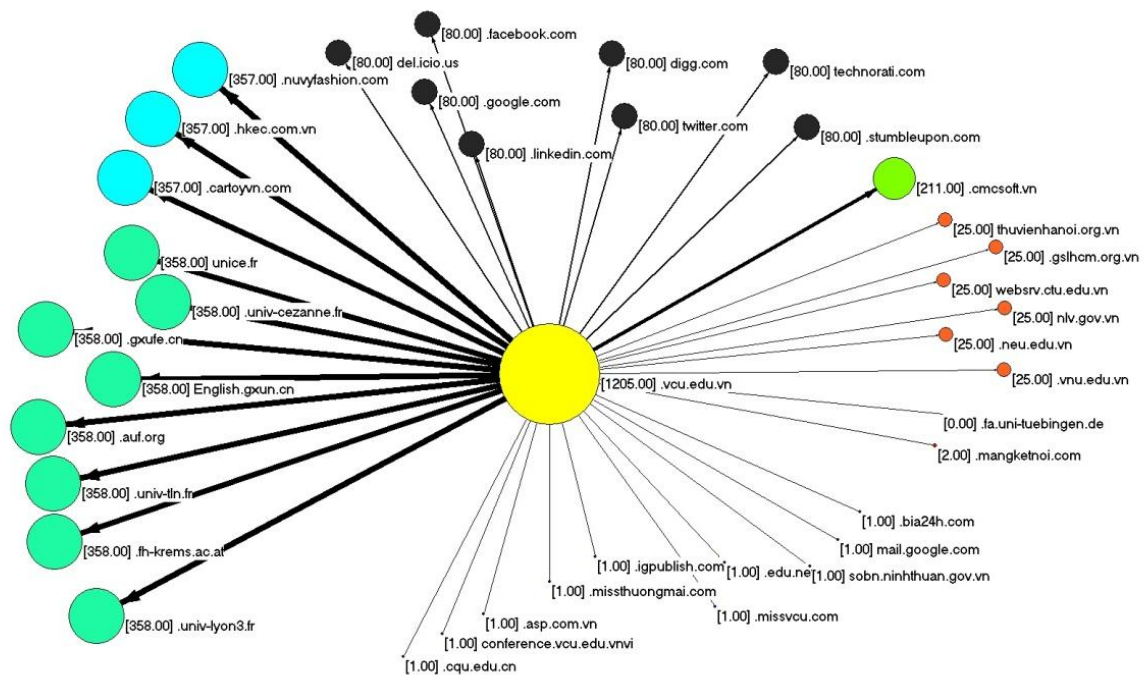 [80.00] .facebook.com
[80.00] del.icio.us
[80.00] digg.com
[80.00] technorati.com
[357.00] .nuvyfashion.com
[80.00] .google.com
[357.00] .hkec.com.vn
[80.00] twitter.com
[80.00] .stumbleupon.com
[80.00] .linkedin.com
[357.00] .cartoyvn.com
[211.00] .cmcsoft.vn
[25.00] thuvienhanoi.org.vn
[25.00] .gslhcm.org.vn
[358.00] unice.fr
[25.00] websrv.ctu.edu.vn
[358.00] .univ-cezanne.fr
[25.00] nlv.gov.vn
[358.00] .gxufe.cn
[25.00] .neu.edu.vn
[25.00] .vnu.edu.vn
[358.00] English.gxun.cn
[1205.00] .vcu.edu.vn
[0.00] .fa.uni-tuebingen.de
[358.00] .auf.org
[2.00] .mangketnoi.com
[358.00] .univ-tln.fr
[1.00] .bia24h.com
[1.00] mail.google.com
[358.00] .fh-krems.ac.at
[1.00] .igpublish.com
[1.00] .edu.ne
[1.00] sobn.ninhthuan.gov.vn
[1.00] .missthuongmai.com
[1.00] .missvcu.com
[358.00] .univ-lyon3.fr
[1.00] .asp.com.vn
[1.00] conference.vcu.edu.vnvi
[1.00] .cqu.edu.cn